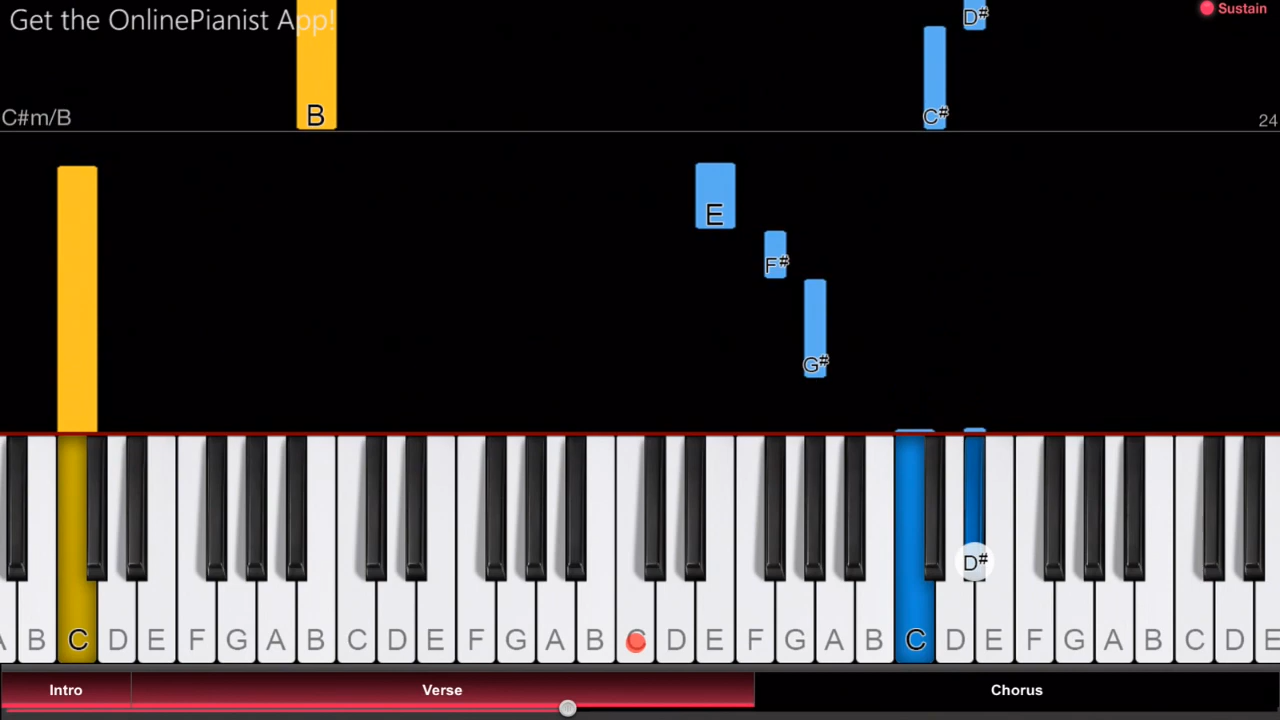 Get the OnlinePianist App!
D#
Sustain
C#m/B
B
C#
24
E
F#
G#
D#
B C D E F G A B C D E F G A B C D E F G A B C D E F G A B C D E
Intro
Verse
Chorus